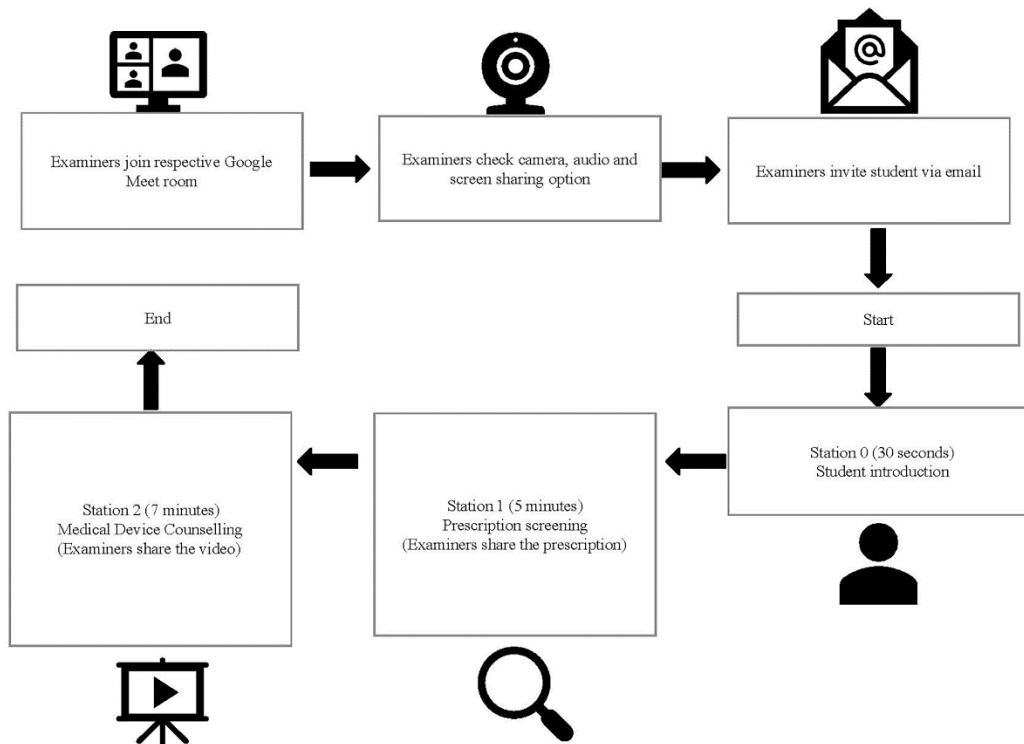 Examiners join respective Google
Meet room
Examiners check camera, audio and
screen sharing option
@
Examiners invite student via email
Start
Station 0 (30 seconds)
Student introduction
Station 1 (5 minutes)
Prescription screening
(Examiners share the prescription)
Station 2 (7 minutes)
Medical Device Counselling
(Examiners share the video)
End